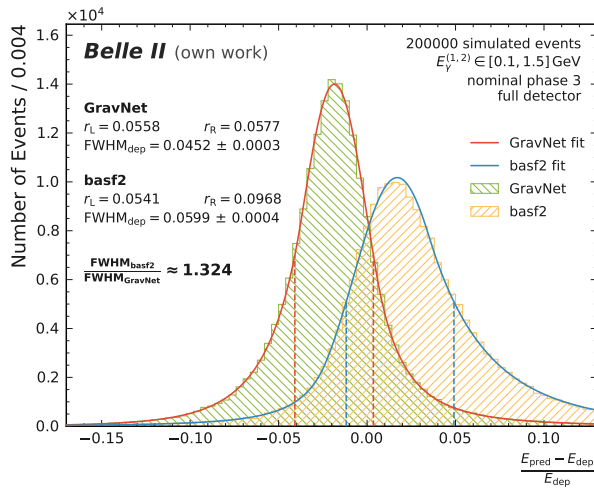 ×10⁴
Belle II (own work)
200000 simulated events
E_γ^(1,2) ∈ [0.1, 1.5] GeV
nominal phase 3
full detector
GravNet
r_L = 0.0558 r_R = 0.0577
FWHM_dep = 0.0452 ± 0.0003
basf2
r_L = 0.0541 r_R = 0.0968
FWHM_dep = 0.0599 ± 0.0004
FWHM_basf2
FWHM_GravNet
≈ 1.324
GravNet fit
basf2 fit
GravNet
basf2
Number of Events / 0.004
1.6
1.4
1.2
1.0
0.8
0.6
0.4
0.2
0.0
−0.15 −0.10 −0.05 0.00 0.05 0.10
E_pred − E_dep
E_dep